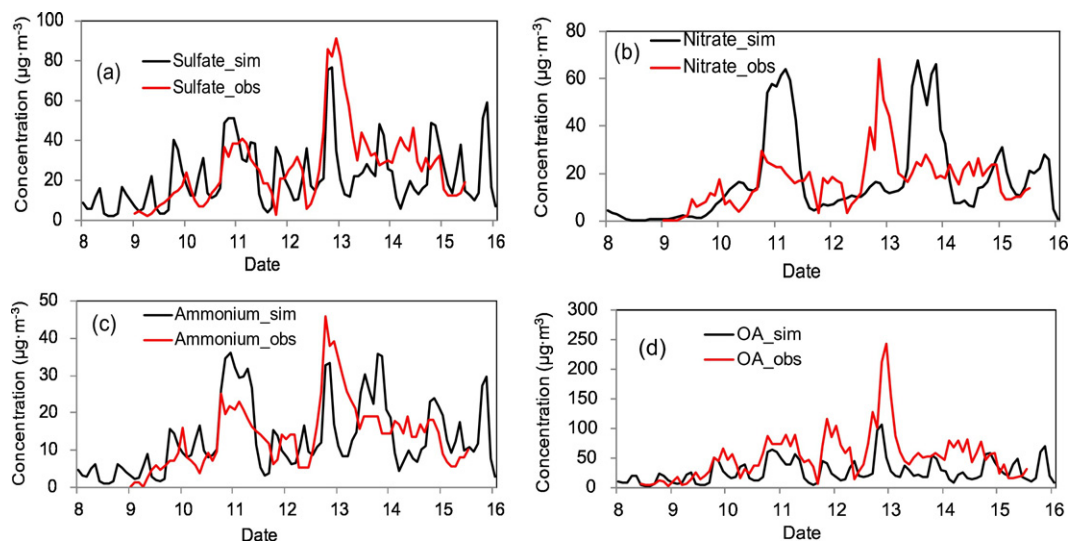 Concentration (µg·m⁻³)
100
80
60
40
20
0
(a)
Sulfate_sim
Sulfate_obs
8 9 10 11 12 13 14 15 16
Date
Concentration (µg·m⁻³)
80
60
40
20
0
(b)
Nitrate_sim
Nitrate_obs
8 9 10 11 12 13 14 15 16
Date
Concentration (µg·m⁻³)
50
40
30
20
10
0
(c)
Ammonium_sim
Ammonium_obs
8 9 10 11 12 13 14 15 16
Date
Concentration (µg·m⁻³)
300
250
200
150
100
50
0
(d)
OA_sim
OA_obs
8 9 10 11 12 13 14 15 16
Date